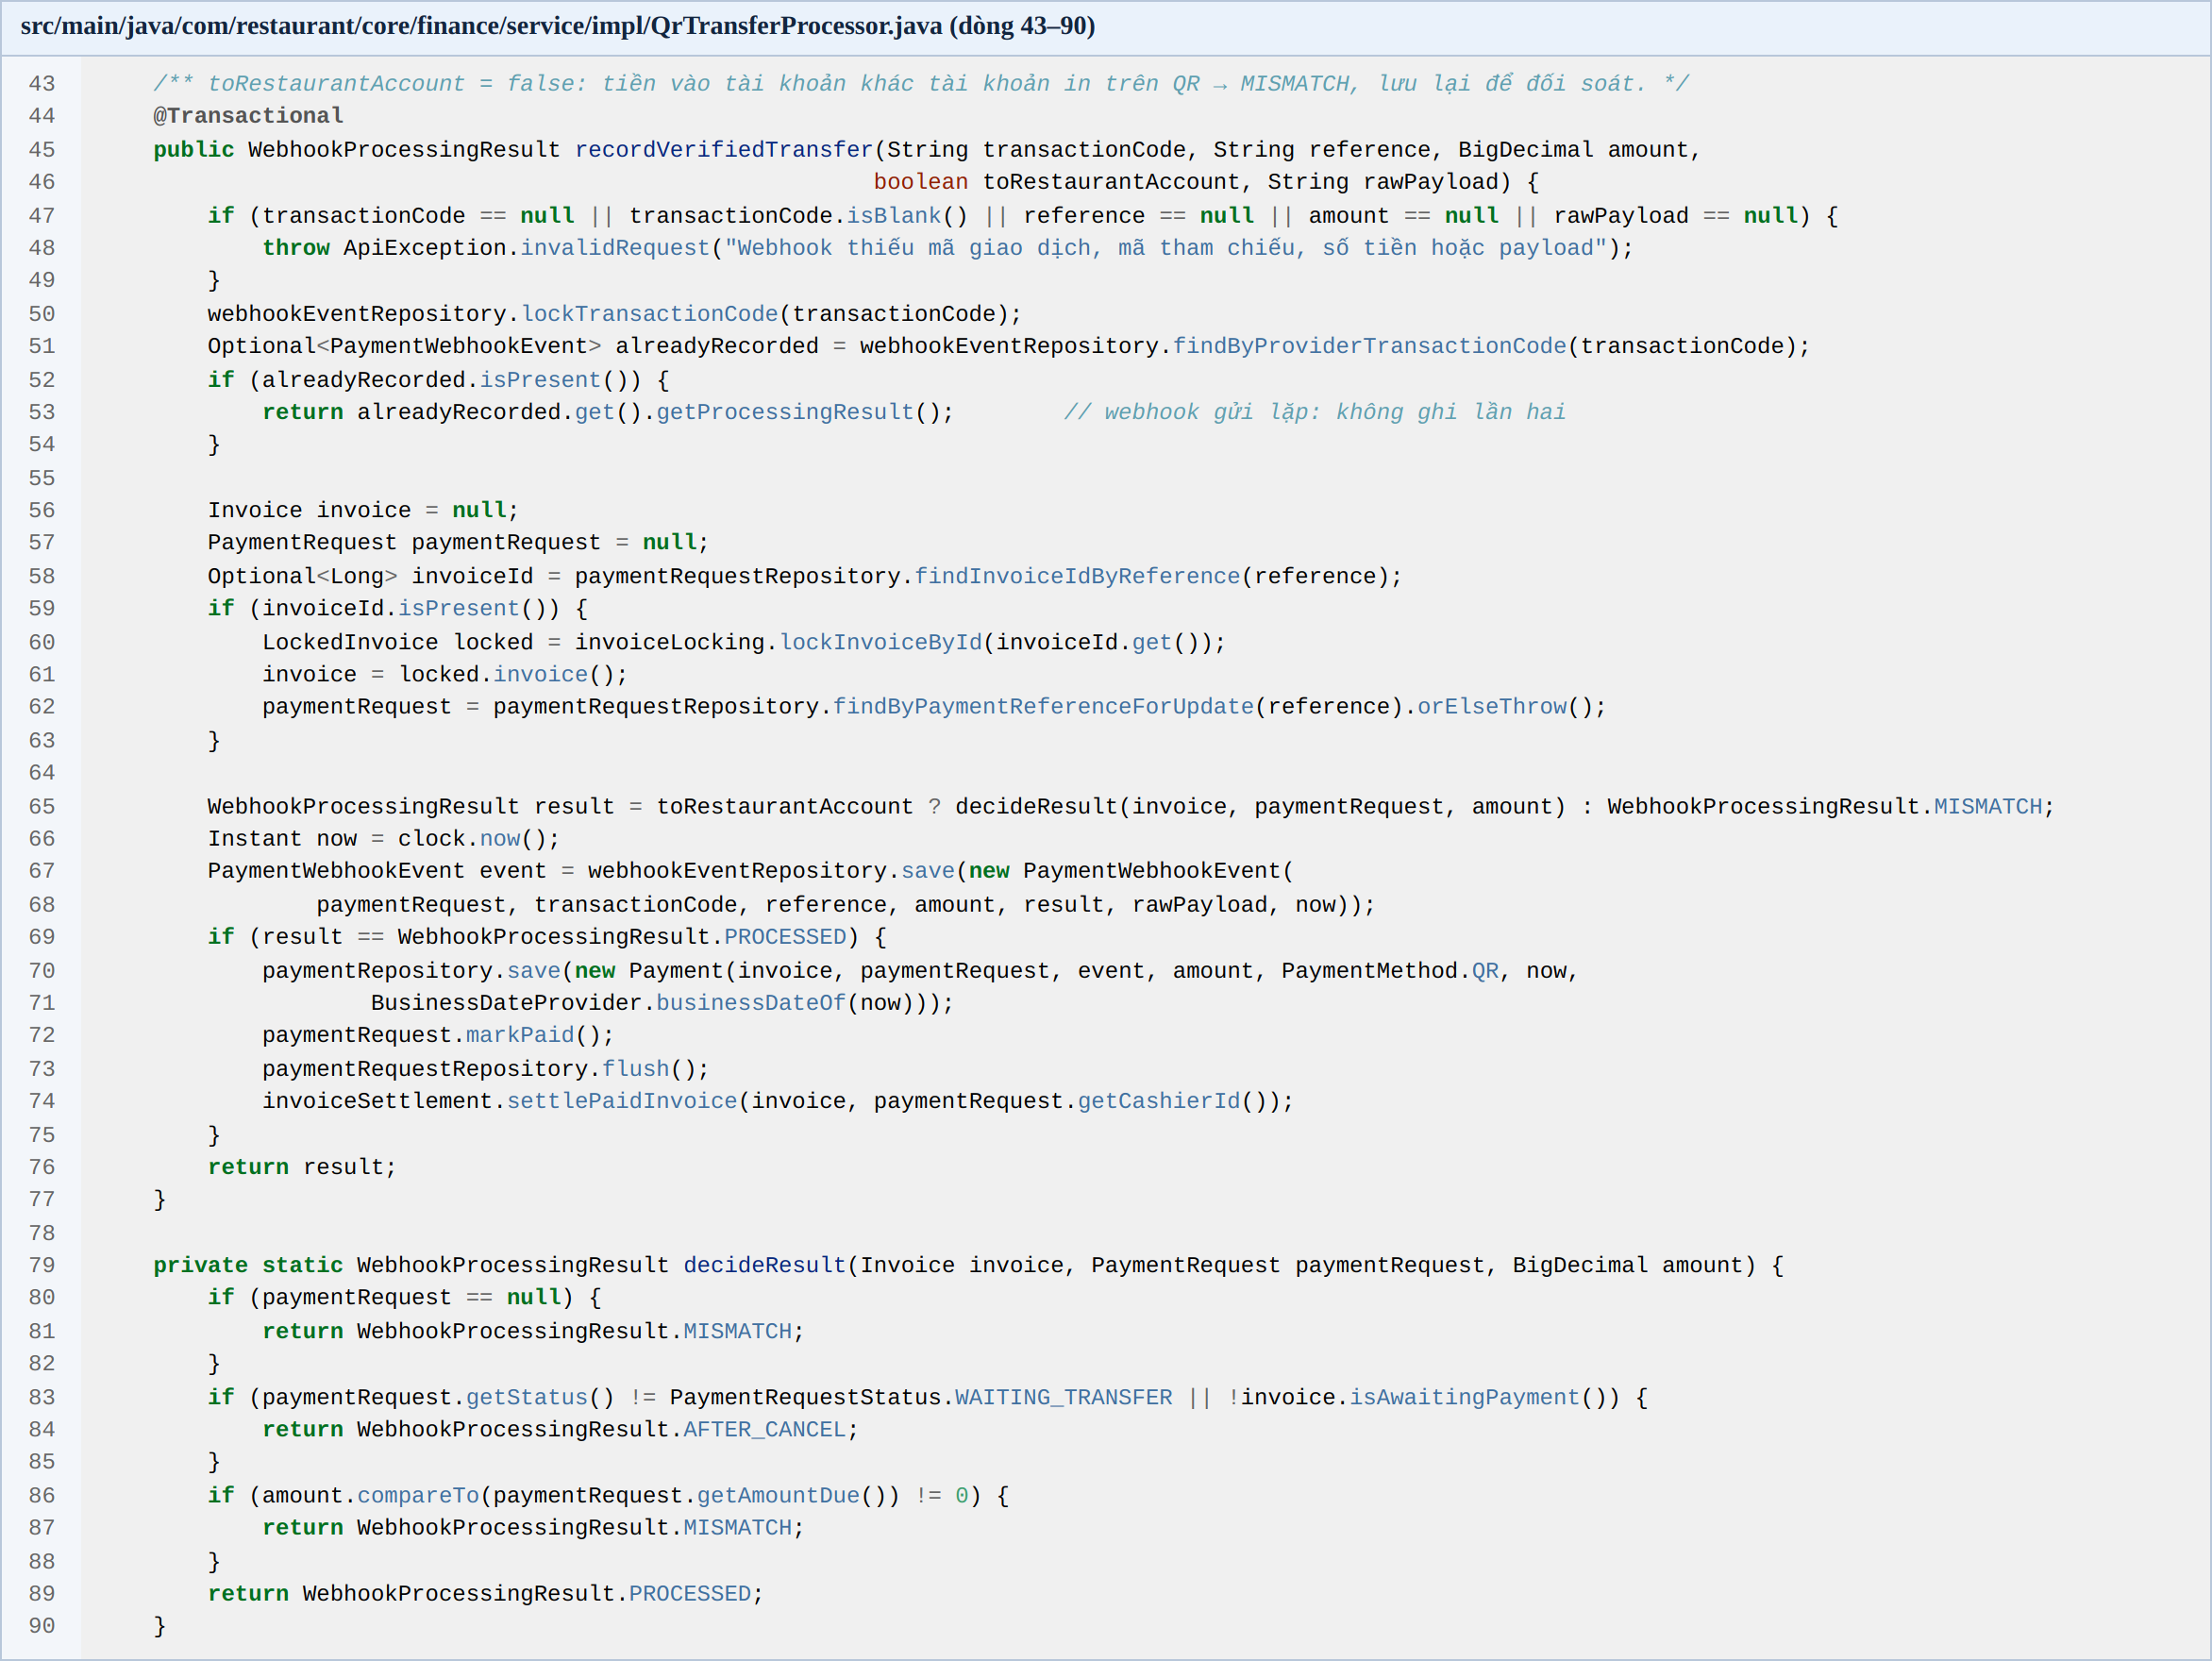 src/main/java/com/restaurant/core/finance/service/impl/QrTransferProcessor.java (dòng 43–90)
43    /** toRestaurantAccount = false: tiền vào tài khoản khác tài khoản in trên QR → MISMATCH, lưu lại để đối soát. */
44    @Transactional
45    public WebhookProcessingResult recordVerifiedTransfer(String transactionCode, String reference, BigDecimal amount,
46                                                          boolean toRestaurantAccount, String rawPayload) {
47        if (transactionCode == null || transactionCode.isBlank() || reference == null || amount == null || rawPayload == null) {
48            throw ApiException.invalidRequest("Webhook thiếu mã giao dịch, mã tham chiếu, số tiền hoặc payload");
49        }
50        webhookEventRepository.lockTransactionCode(transactionCode);
51        Optional<PaymentWebhookEvent> alreadyRecorded = webhookEventRepository.findByProviderTransactionCode(transactionCode);
52        if (alreadyRecorded.isPresent()) {
53            return alreadyRecorded.get().getProcessingResult();        // webhook gửi lặp: không ghi lần hai
54        }
55
56        Invoice invoice = null;
57        PaymentRequest paymentRequest = null;
58        Optional<Long> invoiceId = paymentRequestRepository.findInvoiceIdByReference(reference);
59        if (invoiceId.isPresent()) {
60            LockedInvoice locked = invoiceLocking.lockInvoiceById(invoiceId.get());
61            invoice = locked.invoice();
62            paymentRequest = paymentRequestRepository.findByPaymentReferenceForUpdate(reference).orElseThrow();
63        }
64
65        WebhookProcessingResult result = toRestaurantAccount ? decideResult(invoice, paymentRequest, amount) : WebhookProcessingResult.MISMATCH;
66        Instant now = clock.now();
67        PaymentWebhookEvent event = webhookEventRepository.save(new PaymentWebhookEvent(
68                paymentRequest, transactionCode, reference, amount, result, rawPayload, now));
69        if (result == WebhookProcessingResult.PROCESSED) {
70            paymentRepository.save(new Payment(invoice, paymentRequest, event, amount, PaymentMethod.QR, now,
71                    BusinessDateProvider.businessDateOf(now)));
72            paymentRequest.markPaid();
73            paymentRequestRepository.flush();
74            invoiceSettlement.settlePaidInvoice(invoice, paymentRequest.getCashierId());
75        }
76        return result;
77    }
78
79    private static WebhookProcessingResult decideResult(Invoice invoice, PaymentRequest paymentRequest, BigDecimal amount) {
80        if (paymentRequest == null) {
81            return WebhookProcessingResult.MISMATCH;
82        }
83        if (paymentRequest.getStatus() != PaymentRequestStatus.WAITING_TRANSFER || !invoice.isAwaitingPayment()) {
84            return WebhookProcessingResult.AFTER_CANCEL;
85        }
86        if (amount.compareTo(paymentRequest.getAmountDue()) != 0) {
87            return WebhookProcessingResult.MISMATCH;
88        }
89        return WebhookProcessingResult.PROCESSED;
90    }